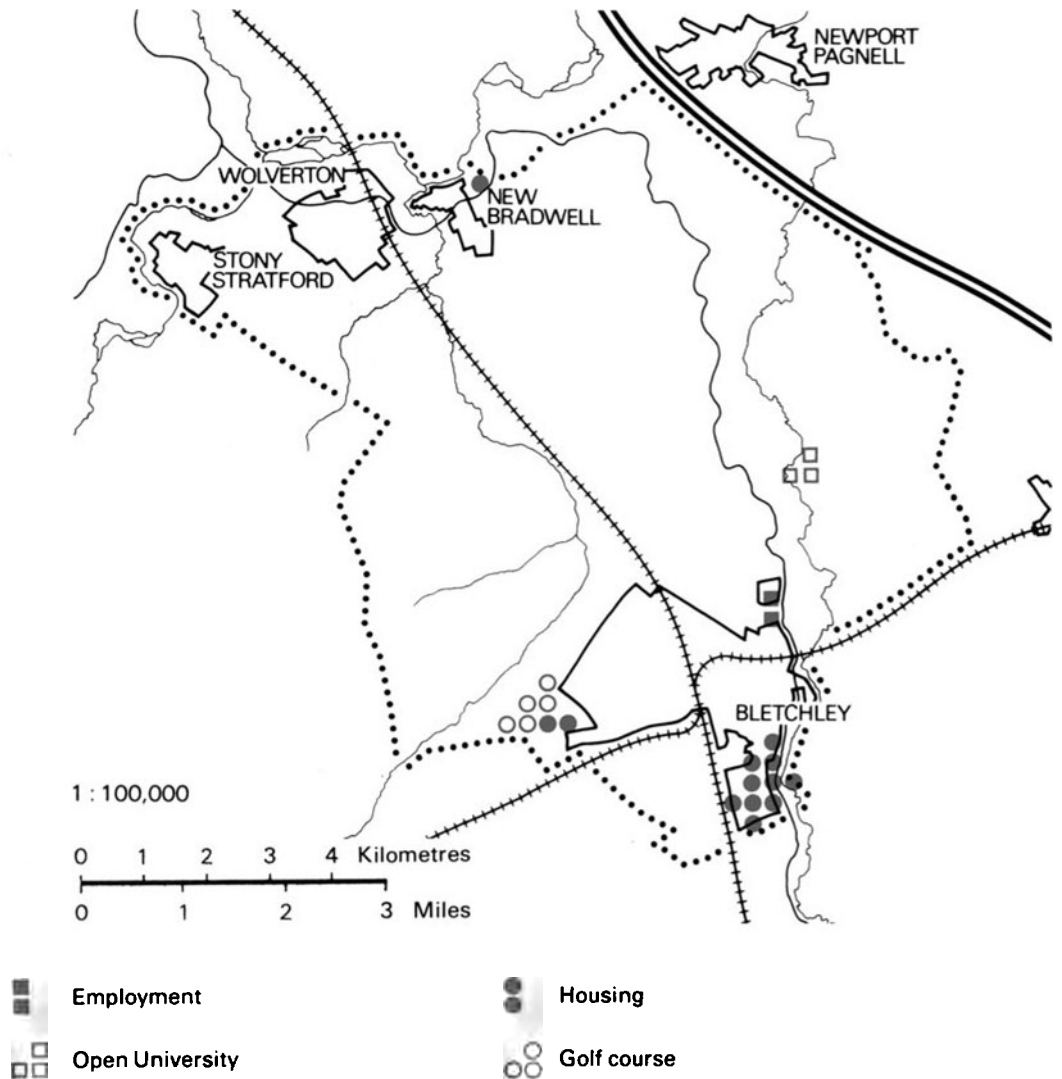 NEWPORT
PAGNELL
WOLVERTON
NEW
BRADWELL
STONY
STRATFORD
BLETCHLEY
1 : 100,000
0 1 2 3 4 Kilometres
0 1 2 3 Miles
Employment
Housing
Open University
Golf course